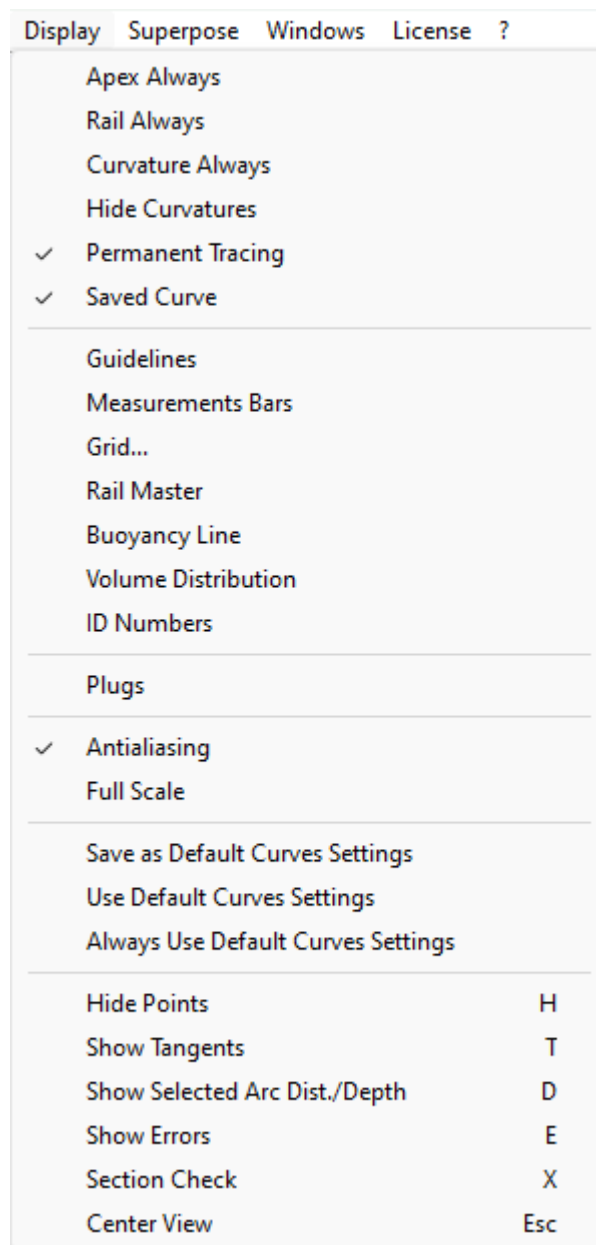 Display Superpose Windows License ?
Apex Always
Rail Always
Curvature Always
Hide Curvatures
Permanent Tracing
Saved Curve
Guidelines
Measurements Bars
Grid...
Rail Master
Buoyancy Line
Volume Distribution
ID Numbers
Plugs
Antialiasing
Full Scale
Save as Default Curves Settings
Use Default Curves Settings
Always Use Default Curves Settings
Hide Points H
Show Tangents T
Show Selected Arc Dist./Depth D
Show Errors E
Section Check X
Center View Esc